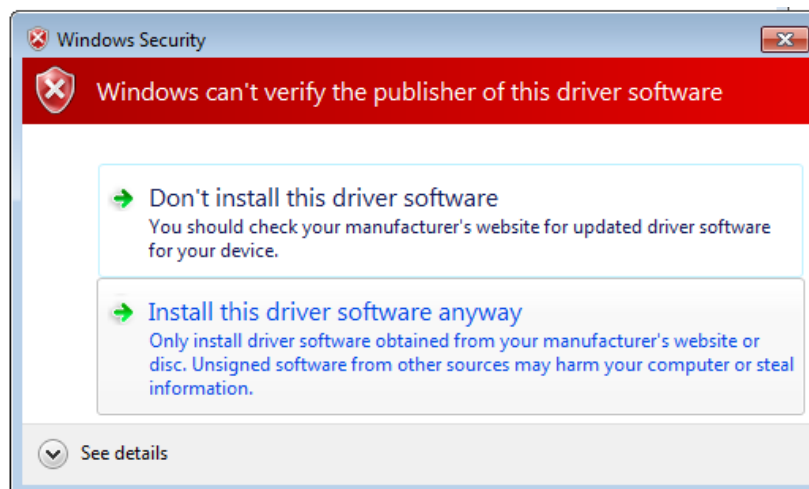 Windows Security
Windows can't verify the publisher of this driver software
Don't install this driver software
You should check your manufacturer's website for updated driver software
for your device.
Install this driver software anyway
Only install driver software obtained from your manufacturer's website or
disc. Unsigned software from other sources may harm your computer or steal
information.
See details